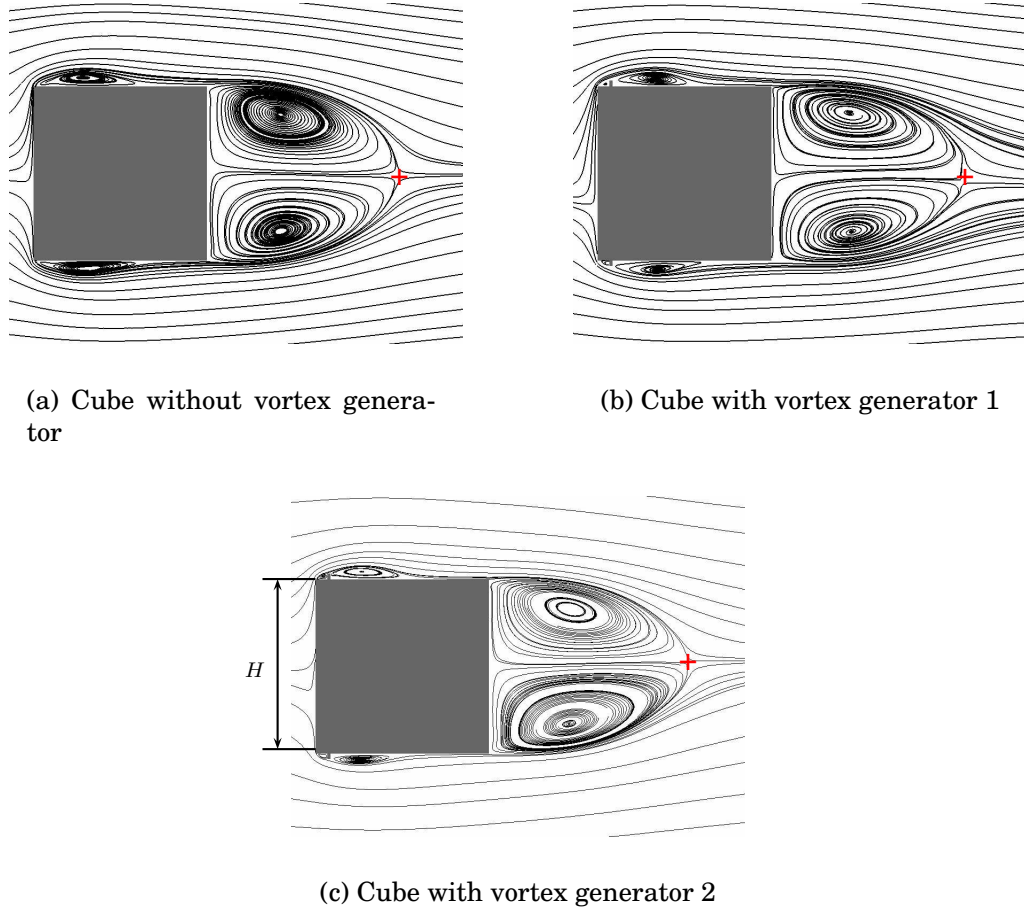 (a) Cube without vortex genera-
tor
(b) Cube with vortex generator 1
H
(c) Cube with vortex generator 2